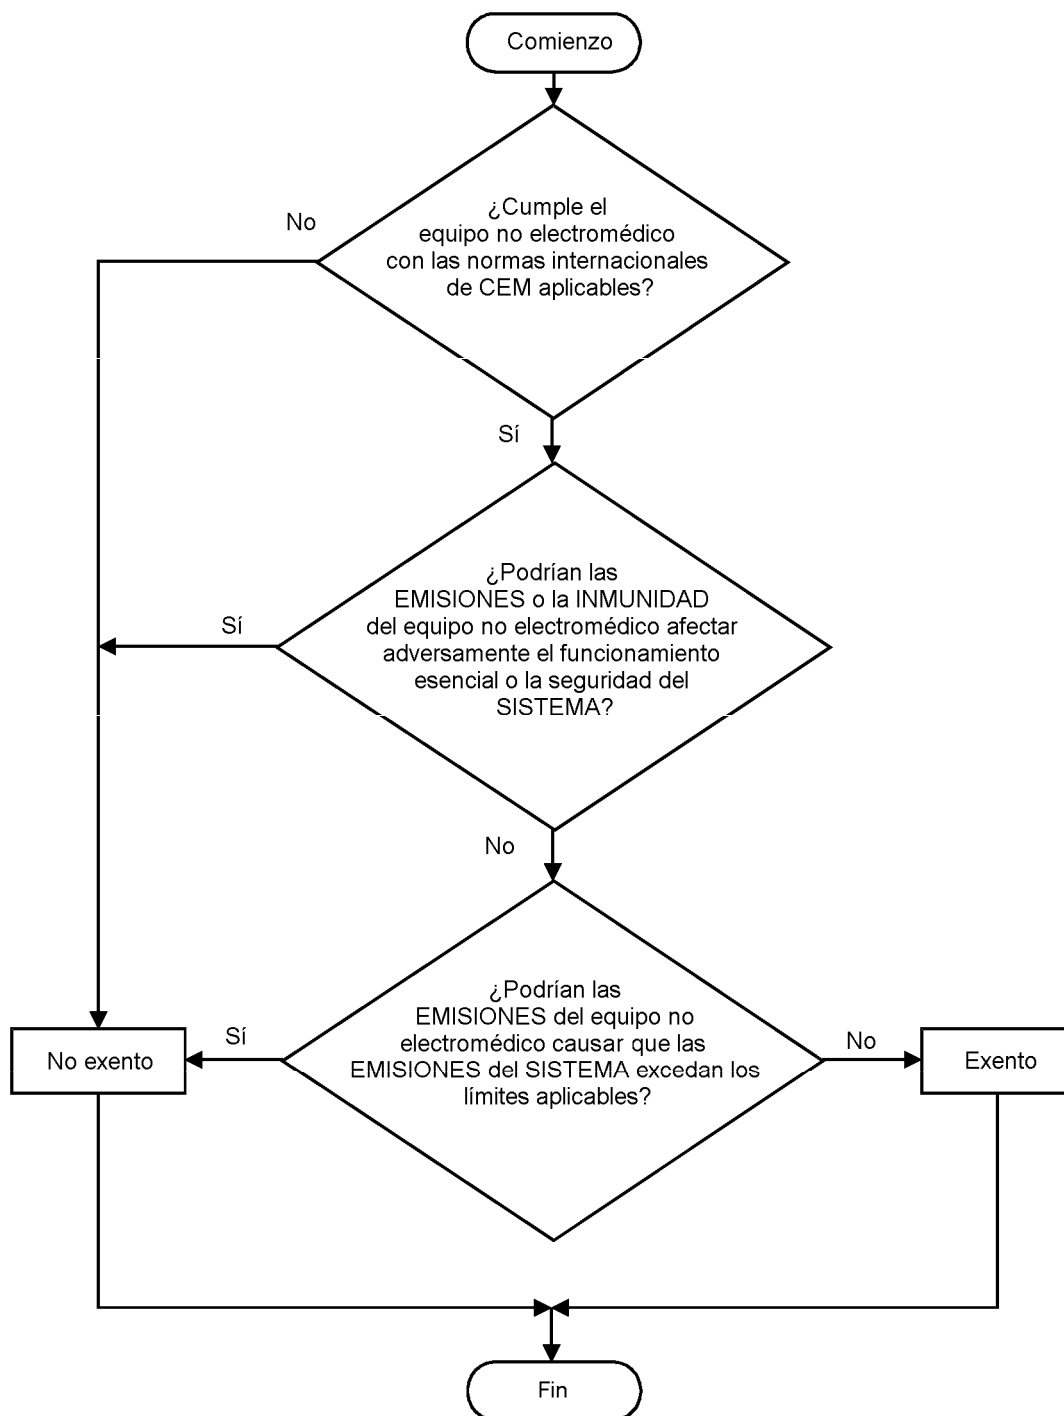 Comienzo
¿Cumple el
equipo no electromédico
con las normas internacionales
de CEM aplicables?
No
Sí
¿Podrían las
EMISIONES o la INMUNIDAD
del equipo no electromédico afectar
adversamente el funcionamiento
esencial o la seguridad del
SISTEMA?
Sí
No
¿Podrían las
EMISIONES del equipo no
electromédico causar que las
EMISIONES del SISTEMA excedan los
límites aplicables?
Sí
No
No exento
Exento
Fin